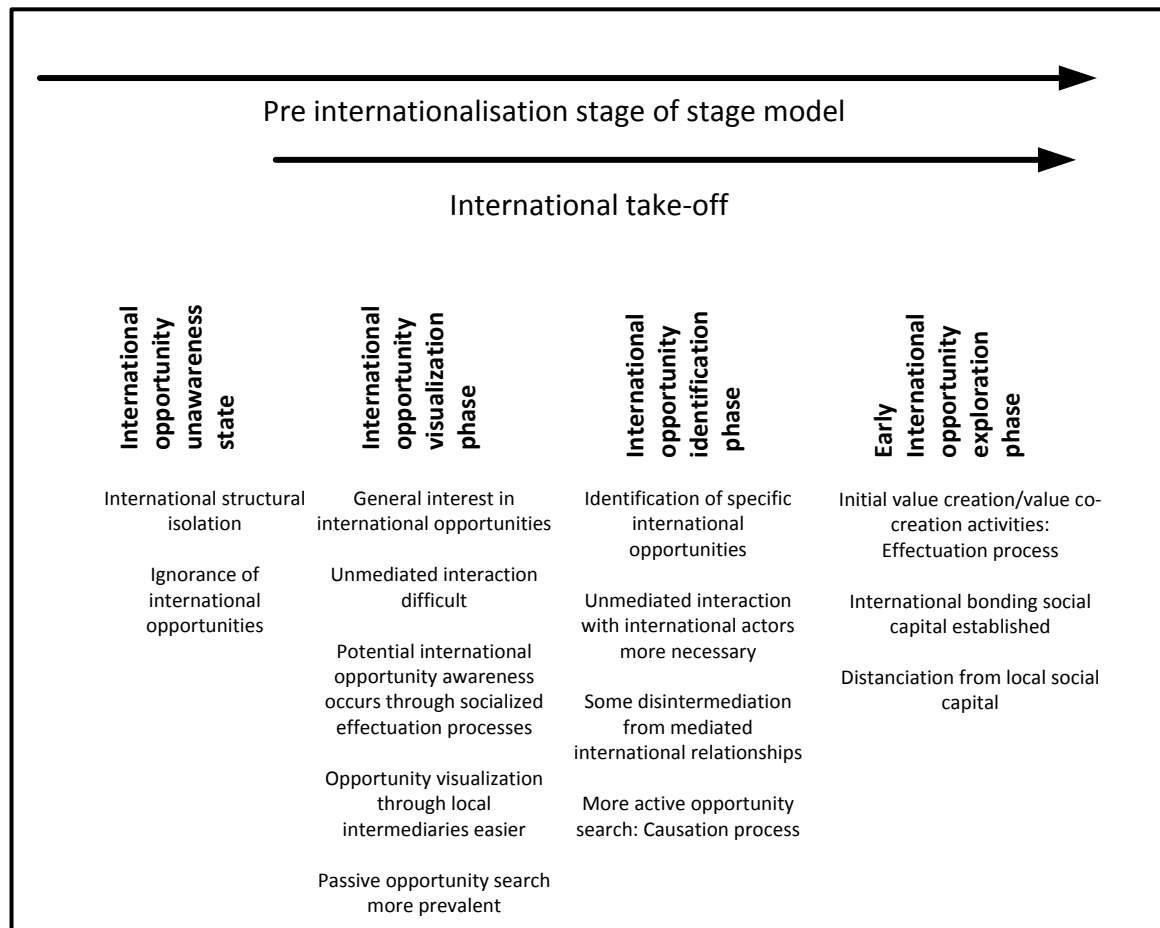 Pre internationalisation stage of stage model
International take-off
International
opportunity
unawareness
state
International
opportunity
visualization
phase
International
opportunity
identification
phase
Early
International
opportunity
exploration
phase
International structural
isolation
Ignorance of
international
opportunities
General interest in
international opportunities
Unmediated interaction
difficult
Potential international
opportunity awareness
occurs through socialized
effectuation processes
Opportunity visualization
through local
intermediaries easier
Passive opportunity search
more prevalent
Identification of specific
international
opportunities
Unmediated interaction
with international actors
more necessary
Some disintermediation
from mediated
international relationships
More active opportunity
search: Causation process
Initial value creation/value co-
creation activities:
Effectuation process
International bonding social
capital established
Distanciation from local social
capital